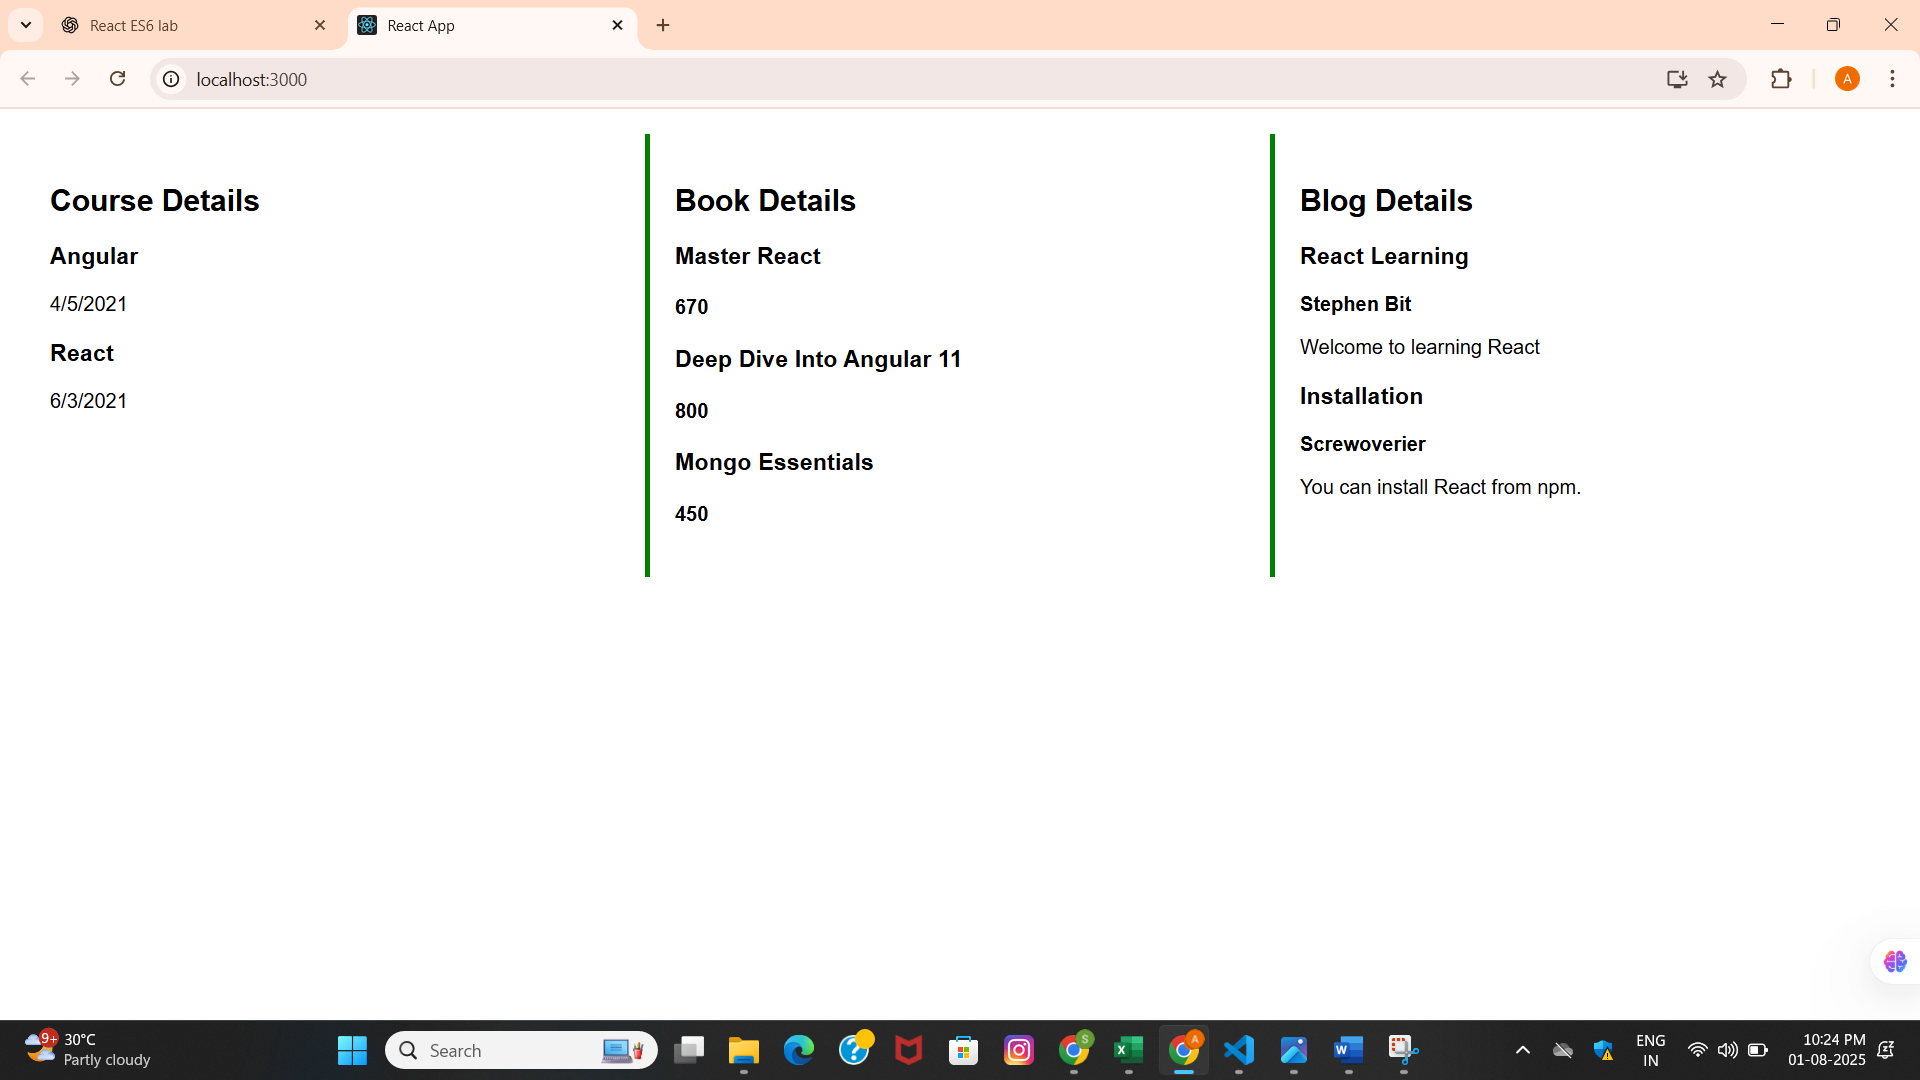 React ES6 lab
React App
localhost:3000
A
Course Details
Angular
4/5/2021
React
6/3/2021
Book Details
Master React
670
Deep Dive Into Angular 11
800
Mongo Essentials
450
Blog Details
React Learning
Stephen Bit
Welcome to learning React
Installation
Screwoverier
You can install React from npm.
9+
30°C
Partly cloudy
Search
S
A
ENG
IN
10:24 PM
01-08-2025